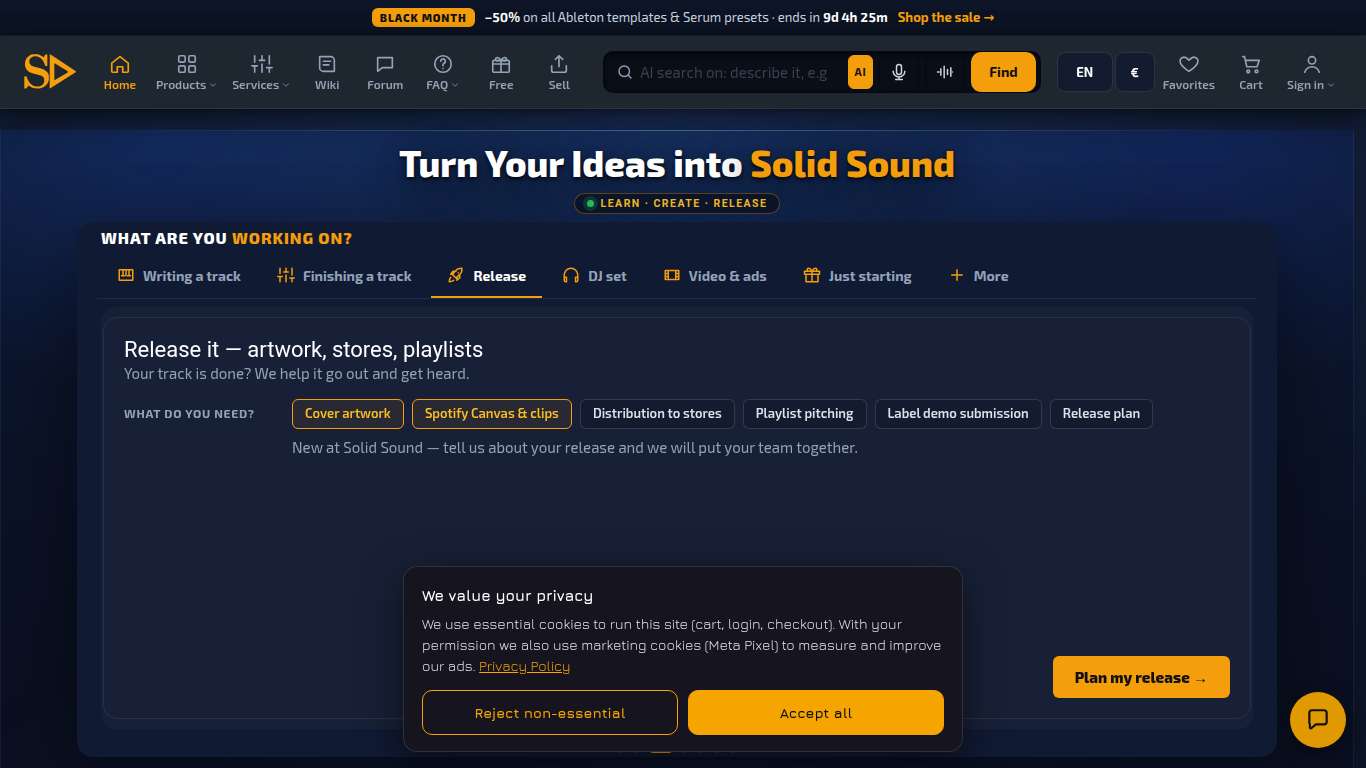 BLACK MONTH −50% on all Ableton templates & Serum presets · ends in 9d 4h 25m Shop the sale →
SD
Home Products Services Wiki Forum FAQ Free Sell AI search on: describe it, e.g AI Find EN € Favorites Cart Sign in
Turn Your Ideas into Solid Sound
LEARN · CREATE · RELEASE
WHAT ARE YOU WORKING ON?
Writing a track Finishing a track Release DJ set Video & ads Just starting More
Release it — artwork, stores, playlists
Your track is done? We help it go out and get heard.
WHAT DO YOU NEED? Cover artwork Spotify Canvas & clips Distribution to stores Playlist pitching Label demo submission Release plan
New at Solid Sound — tell us about your release and we will put your team together.
We value your privacy
We use essential cookies to run this site (cart, login, checkout). With your
permission we also use marketing cookies (Meta Pixel) to measure and improve
our ads. Privacy Policy
Plan my release →
Reject non-essential Accept all